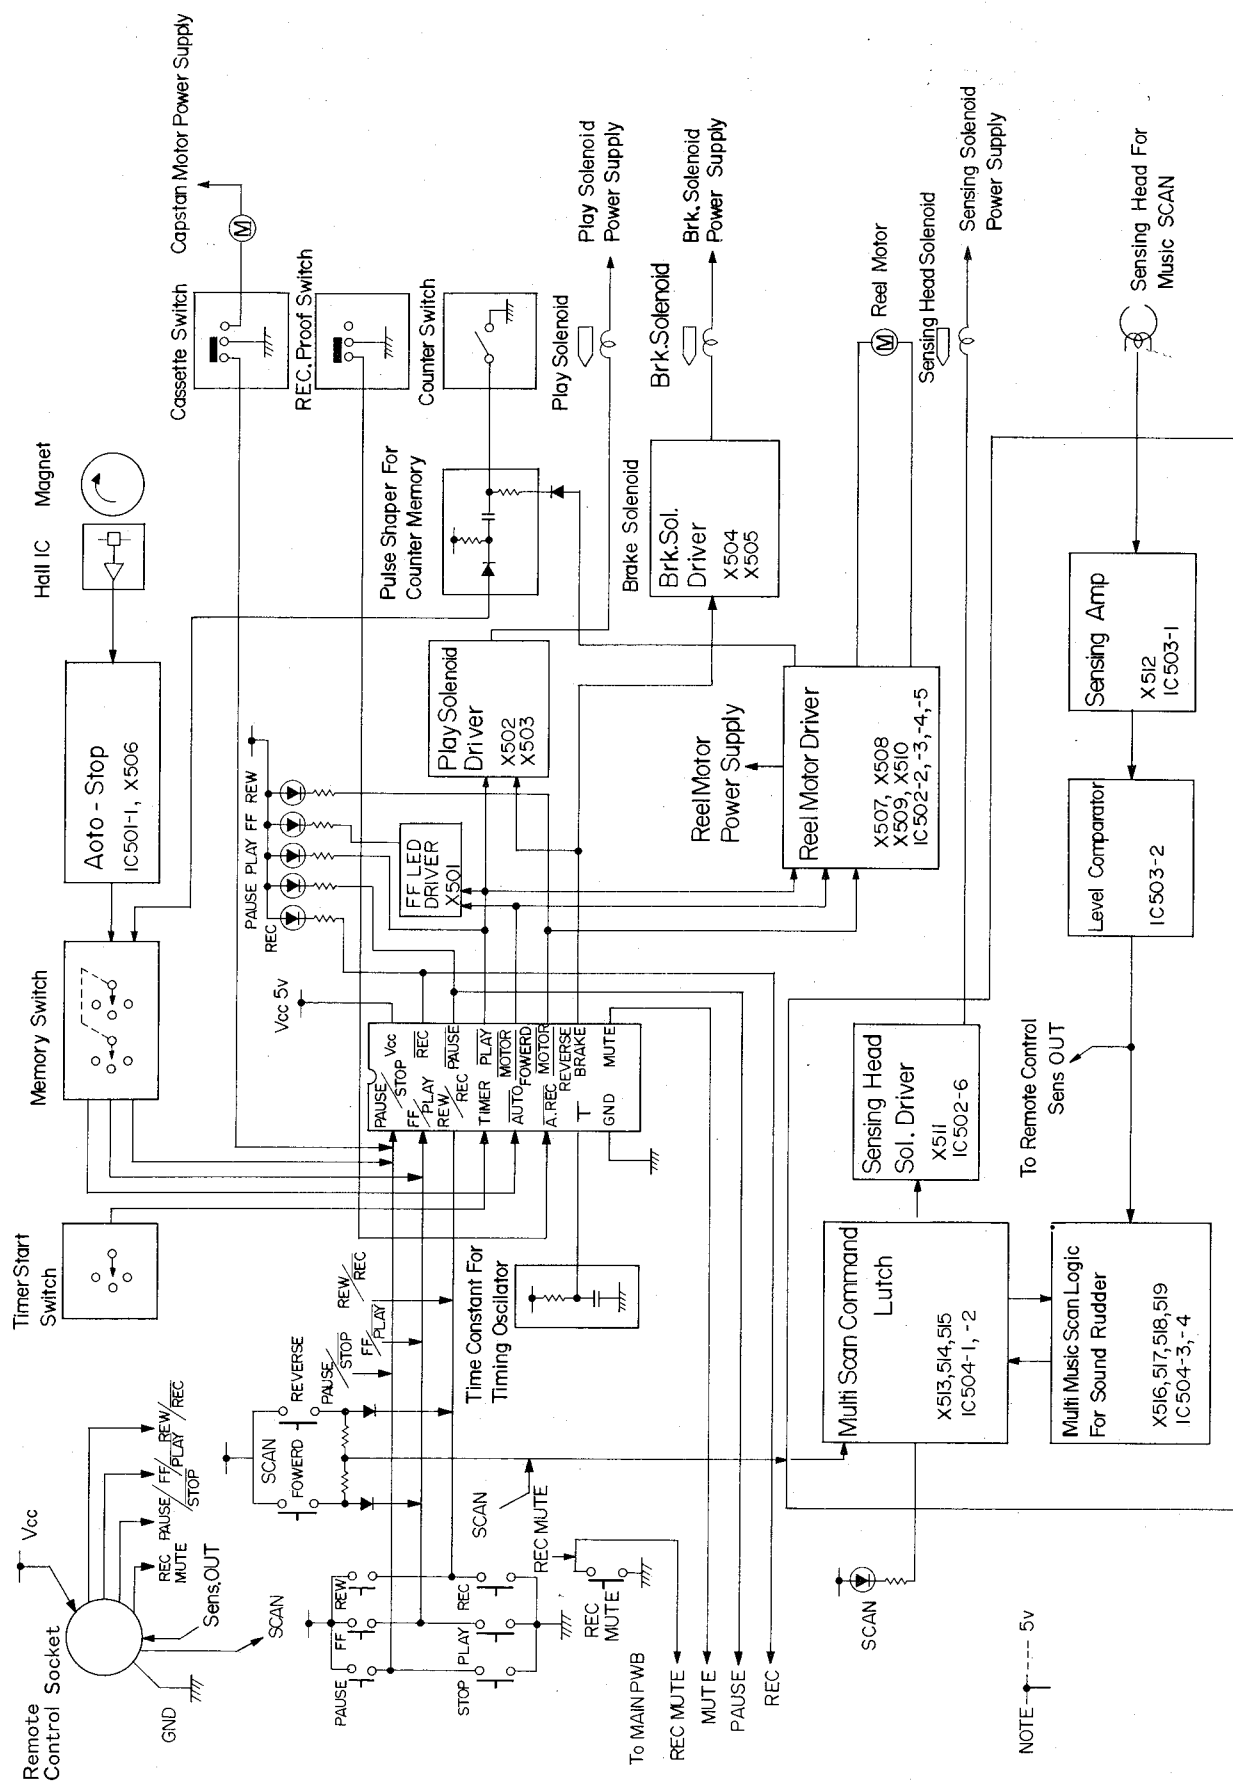 Remote
Control Socket
Vcc
GND
Sens.OUT
SCAN
REC
MUTE
PAUSE/STOP
FF/PLAY
REW/REC
Timer Start
Switch
Memory Switch
Aoto - Stop
IC501-1, X506
Hall IC
Magnet
Cassette Switch
Capstan Motor Power Supply
REC. Proof Switch
Counter Switch
Pulse Shaper For
Counter Memory
SCAN
FOWERD
REVERSE
PAUSE/STOP
FF/PLAY
REW/REC
Vcc 5v
REC
PAUSE
PLAY
FF
REW
FF LED
DRIVER
X501
PAUSE/STOP
Vcc
FF/PLAY
REC
REW/REC
PAUSE
TIMER
PLAY
AUTO
MOTOR
FOWERD
A.REC
MOTOR
REVERSE
T
BRAKE
GND
MUTE
Time Constant For
Timing Oscilator
Play Solenoid
Driver
X502
X503
Play Solenoid
Play Solenoid
Power Supply
Brake Solenoid
Brk.Sol.
Driver
X504
X505
Brk.Solenoid
Brk.Solenoid
Power Supply
Reel Motor
Power Supply
Reel Motor Driver
X507, X508
X509, X510
IC502-2,-3,-4,-5
Reel Motor
Sensing Head Solenoid
Sensing Solenoid
Power Supply
PAUSE
FF
REW
STOP
PLAY
REC
SCAN
REC MUTE
REC
MUTE
To MAIN PWB
REC MUTE
MUTE
PAUSE
REC
SCAN
Multi Scan Command
Lutch
X513,514,515
IC504-1, -2
Sensing Head
Sol. Driver
X511
IC502-6
Multi Music Scan Logic
For Sound Rudder
X516,517,518,519
IC504-3,-4
To Remote Control
Sens OUT
Level Comparator
IC503-2
Sensing Amp
X512
IC503-1
Sensing Head For
Music SCAN
NOTE
5v